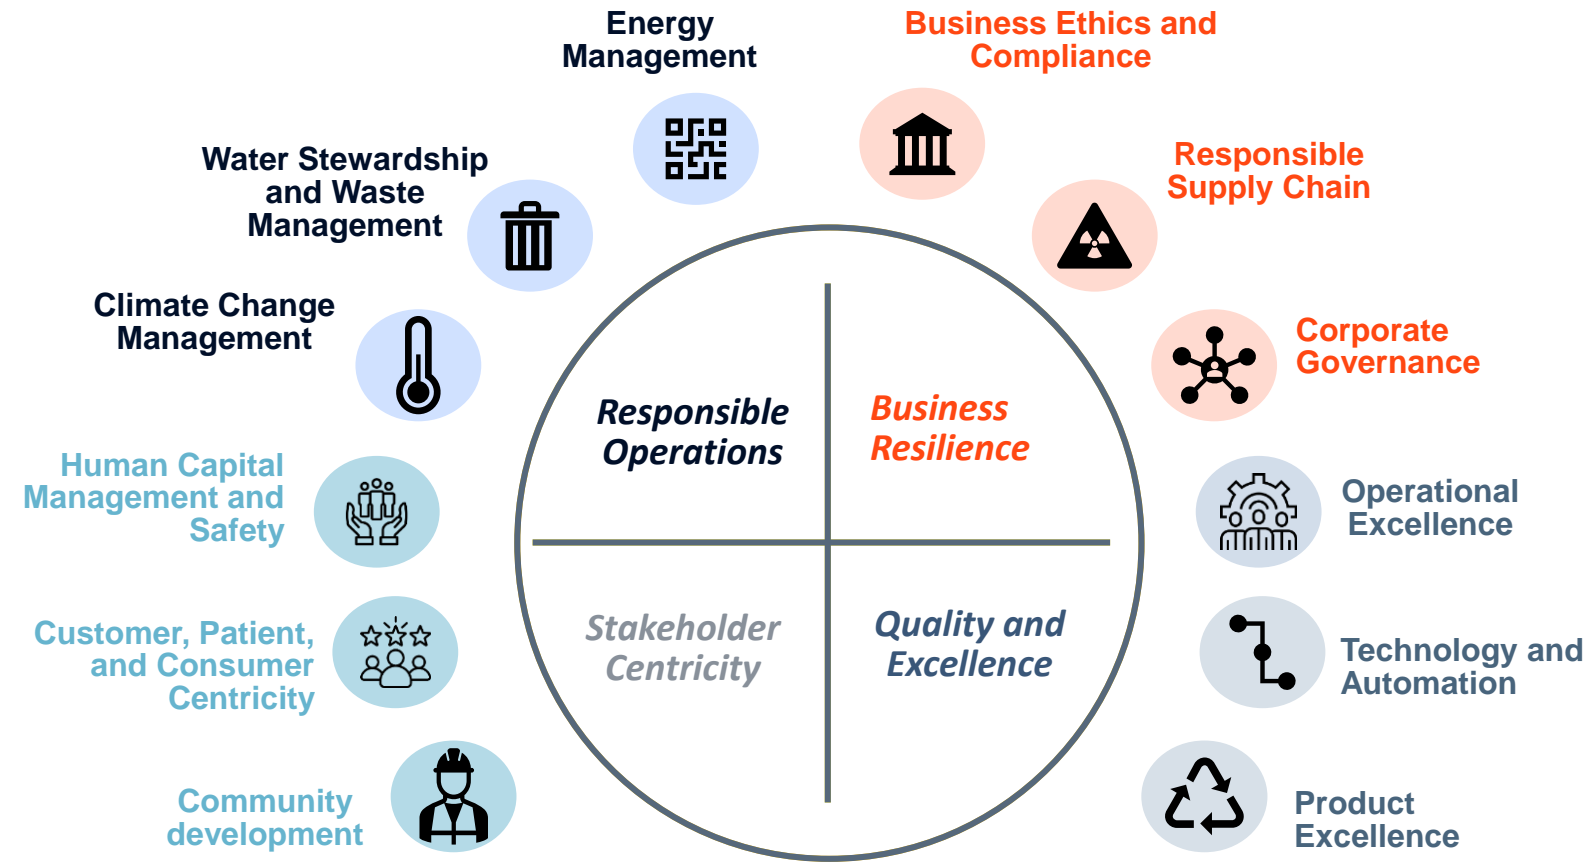 Energy
Management
Business Ethics and
Compliance
Water Stewardship
and Waste
Management
Responsible
Supply Chain
Climate Change
Management
Corporate
Governance
Responsible
Operations
Business
Resilience
Human Capital
Management and
Safety
Operational
Excellence
Stakeholder
Centricity
Quality and
Excellence
Customer, Patient,
and Consumer
Centricity
Technology and
Automation
Community
development
Product
Excellence